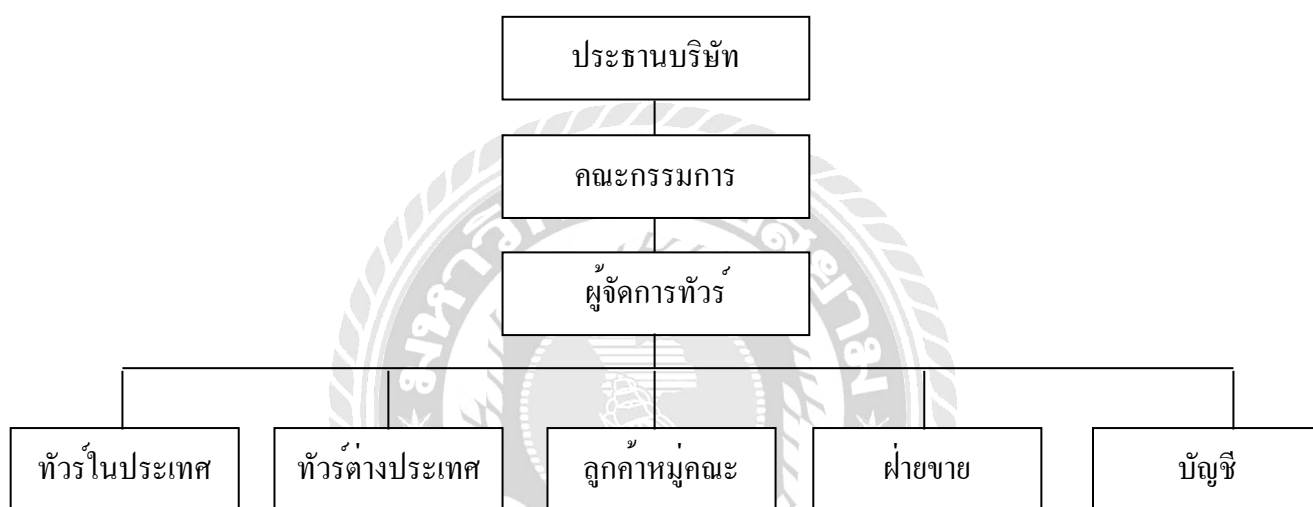 ประธานบริษัท
คณะกรรมการ
ผู้จัดการทัวร์
ทัวร์ในประเทศ
ทัวร์ต่างประเทศ
ลูกค้าหมู่คณะ
ฝ่ายขาย
บัญชี